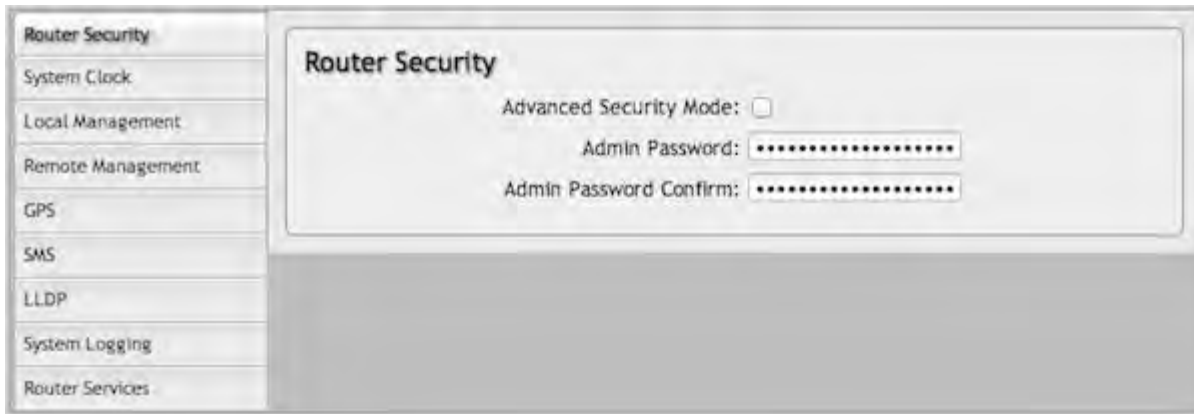 Router Security
System Clock
Local Management
Remote Management
GPS
SMS
LLDP
System Logging
Router Services
Router Security
Advanced Security Mode:
Admin Password: •••••••••••••••••••
Admin Password Confirm: •••••••••••••••••••